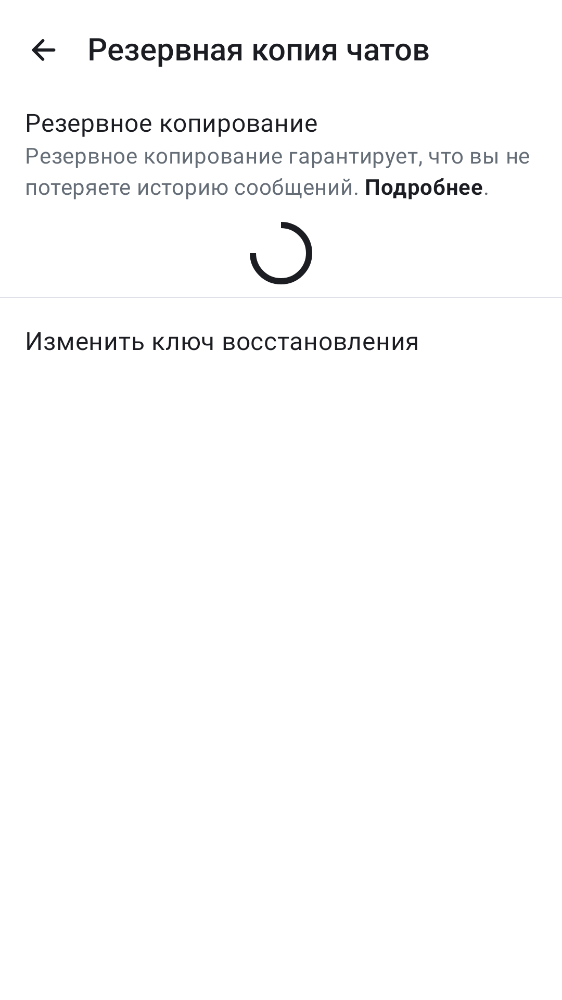 Резервная копия чатов
Резервное копирование
Резервное копирование гарантирует, что вы не
потеряете историю сообщений. Подробнее.
Изменить ключ восстановления